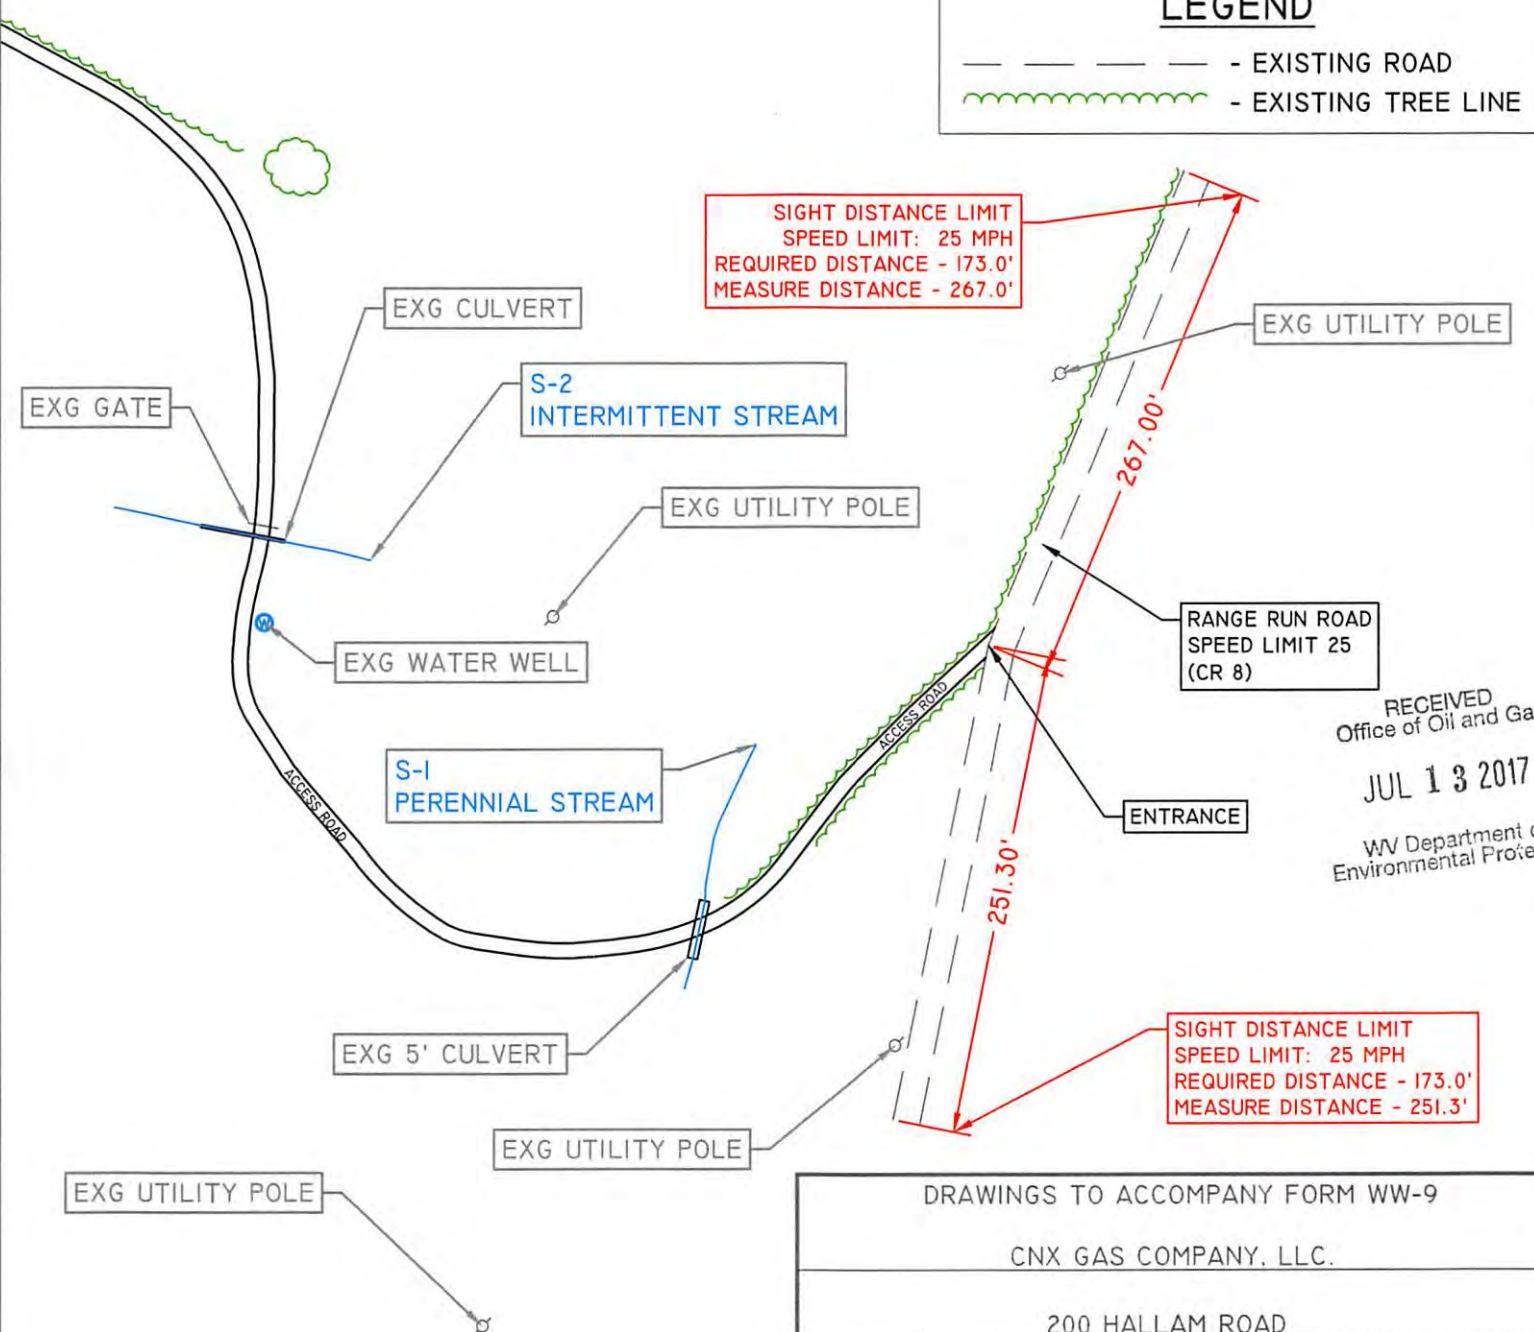 LEGEND
- EXISTING ROAD
- EXISTING TREE LINE
SIGHT DISTANCE LIMIT
SPEED LIMIT: 25 MPH
REQUIRED DISTANCE - 173.0'
MEASURE DISTANCE - 267.0'
EXG CULVERT
EXG UTILITY POLE
EXG GATE
S-2
INTERMITTENT STREAM
267.00'
EXG UTILITY POLE
RANGE RUN ROAD
SPEED LIMIT 25
(CR 8)
W
EXG WATER WELL
ACCESS ROAD
RECEIVED
Office of Oil and Ga
JUL 13 2017
WV Department o
Environmental Prote
S-1
PERENNIAL STREAM
ACCESS ROAD
ENTRANCE
251.30'
EXG 5' CULVERT
SIGHT DISTANCE LIMIT
SPEED LIMIT: 25 MPH
REQUIRED DISTANCE - 173.0'
MEASURE DISTANCE - 251.3'
EXG UTILITY POLE
EXG UTILITY POLE
DRAWINGS TO ACCOMPANY FORM WW-9
CNX GAS COMPANY, LLC.
200 HALLAM ROAD